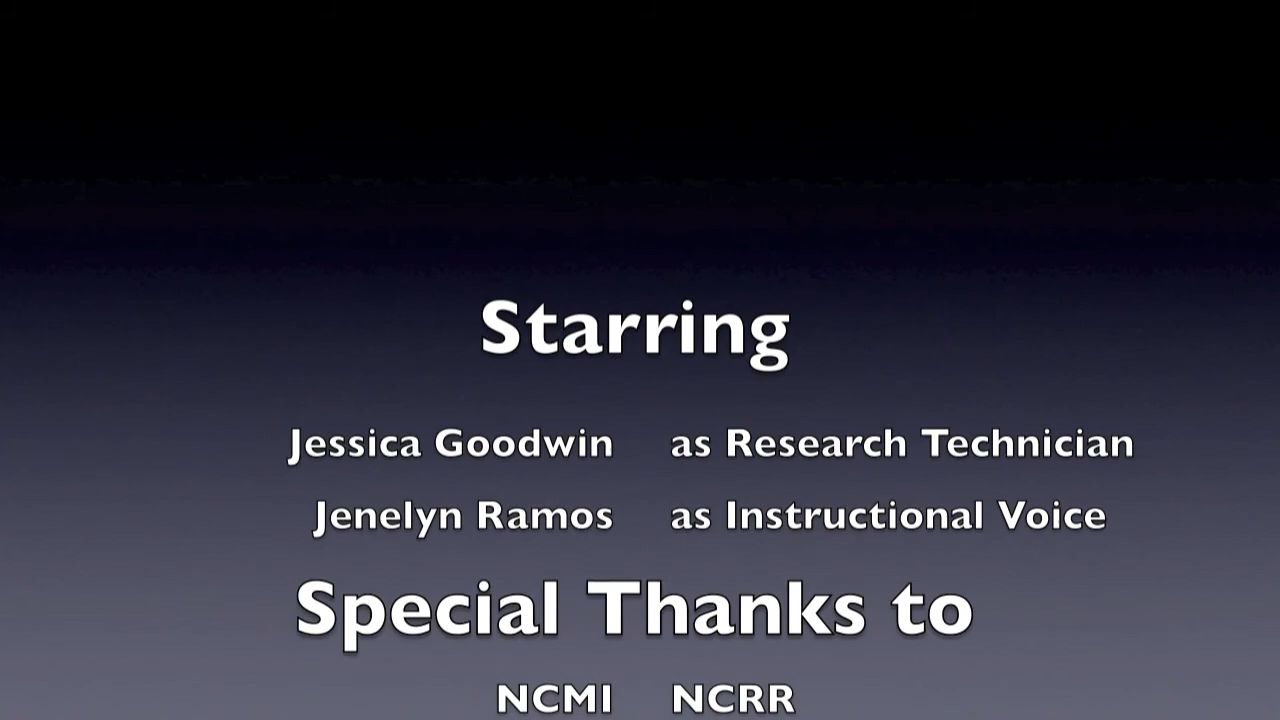 Starring
Jessica Goodwin as Research Technician
Jenelyn Ramos as Instructional Voice
Special Thanks to
NCMI NCRR